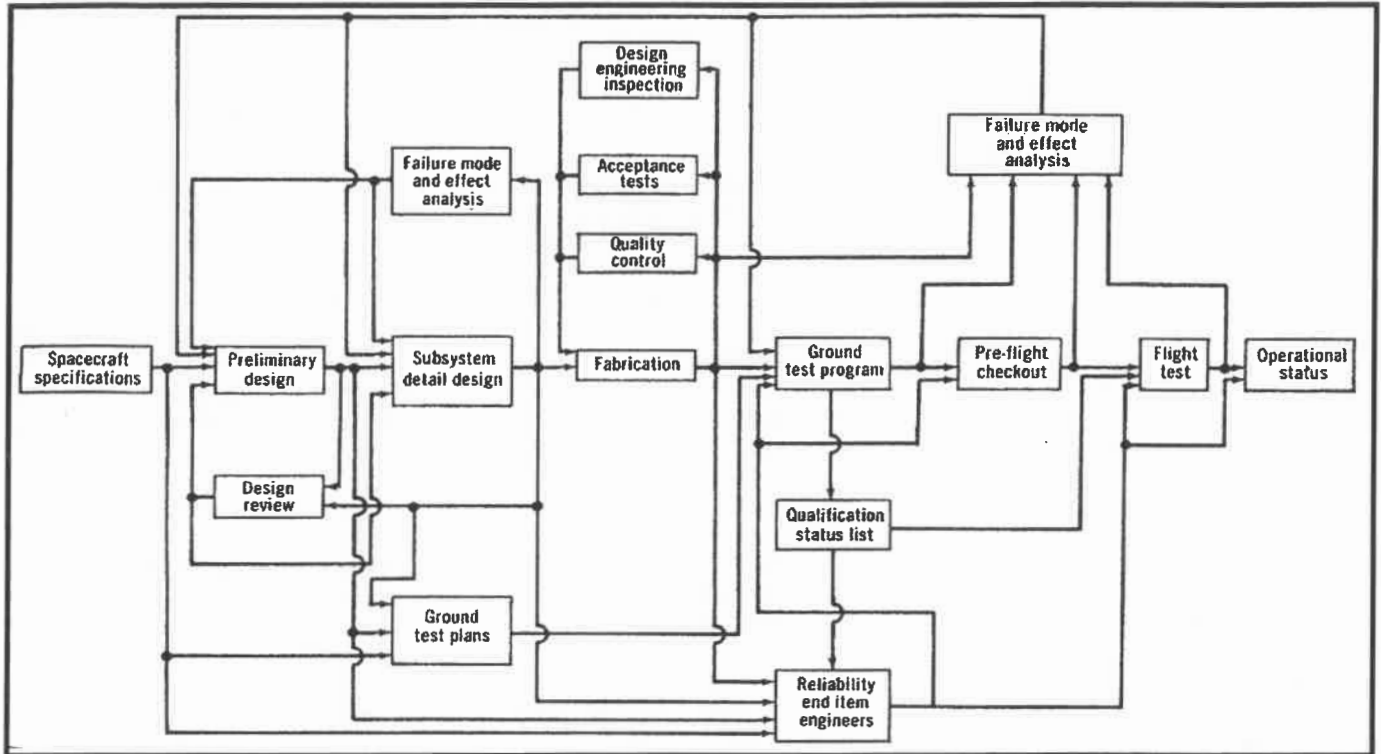 Design
engineering
inspection
Failure mode
and effect
analysis
Failure mode
and effect
analysis
Acceptance
tests
Quality
control
Spacecraft
specifications
Preliminary
design
Subsystem
detail design
Fabrication
Ground
test program
Pre-flight
checkout
Flight
test
Operational
status
Design
review
Qualification
status list
Ground
test plans
Reliability
end item
engineers